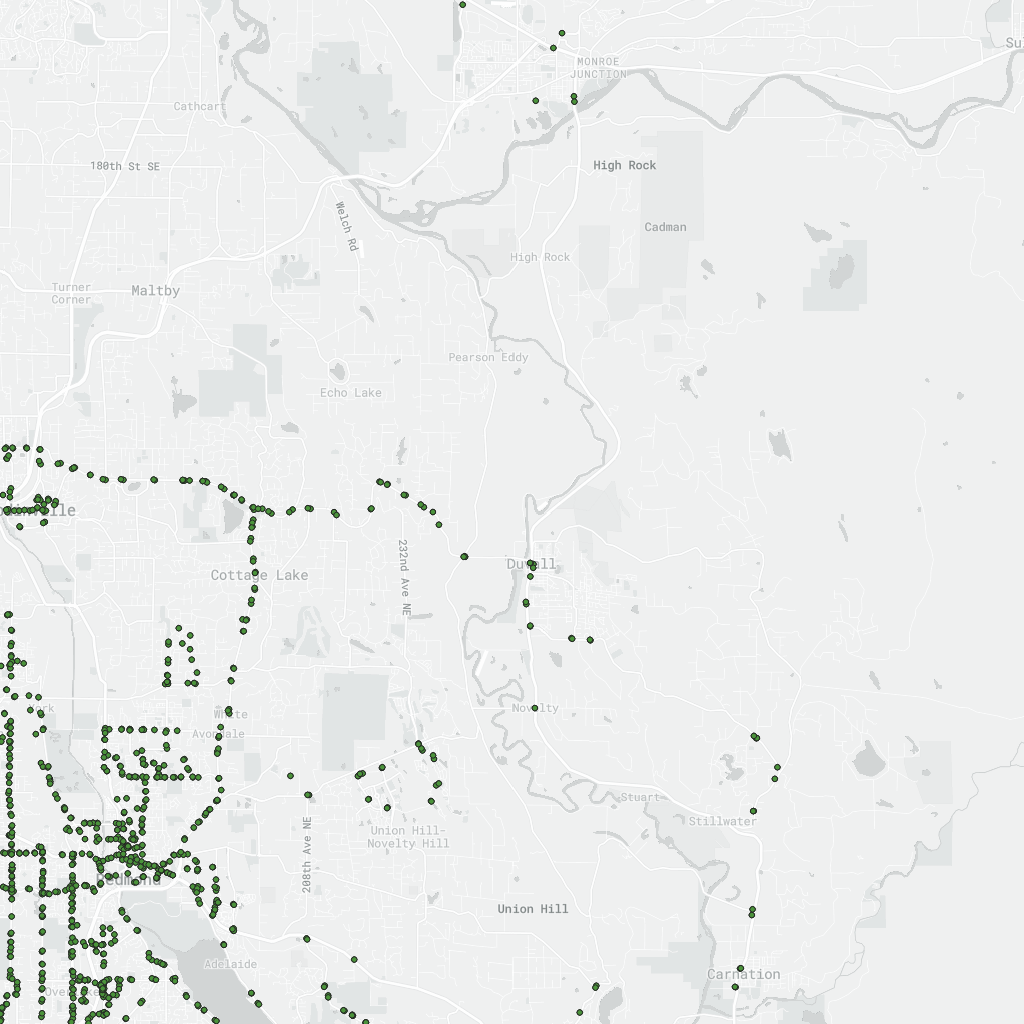 MONROE
JUNCTION
Cathcart
180th St SE
High Rock
Welch Rd
Cadman
High Rock
Turner
Corner
Maltby
Pearson Eddy
Echo Lake
Duvall
232nd Ave NE
Cottage Lake
Novelty
York
White
Avondale
Stuart
Stillwater
Union Hill-
Novelty Hill
208th Ave NE
Redmond
Union Hill
Adelaide
Carnation